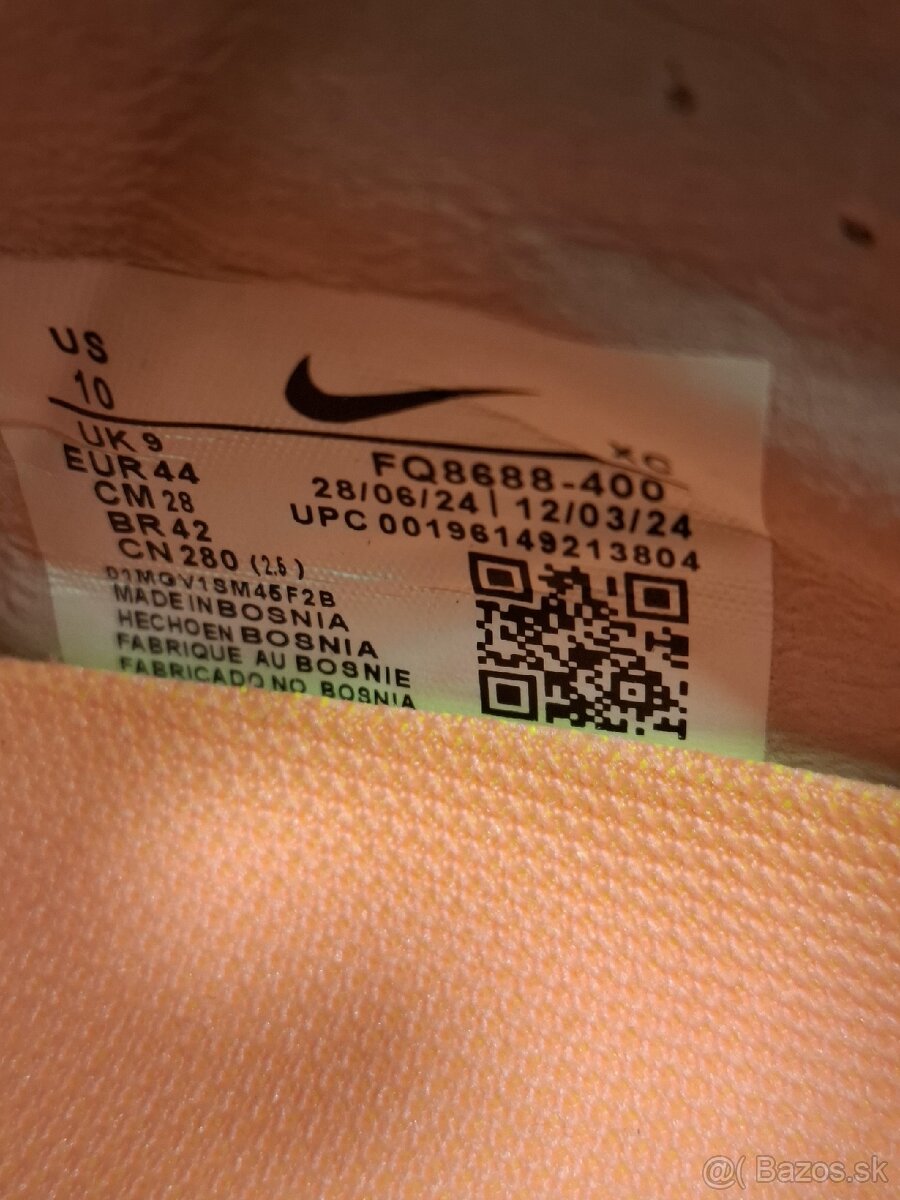 US
10
XC
UK 9
EUR 44
CM 28
BR 42
CN 280 (2.5)
FQ8688-400
28/06/24 | 12/03/24
UPC 00196149213804
MADE IN BOSNIA
HECHO EN BOSNIA
FABRIQUE AU BOSNIE
FABRICADO NO BOSNIA
@( Bazos.sk